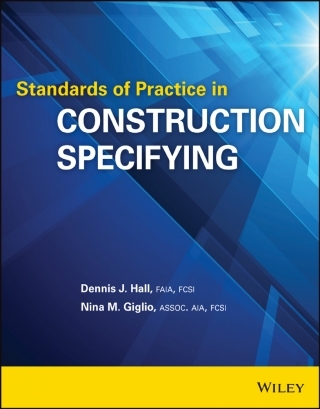 Standards of Practice in
CONSTRUCTION
SPECIFYING
Dennis J. Hall, FAIA, FCSI
Nina M. Giglio, ASSOC. AIA, FCSI
WILEY